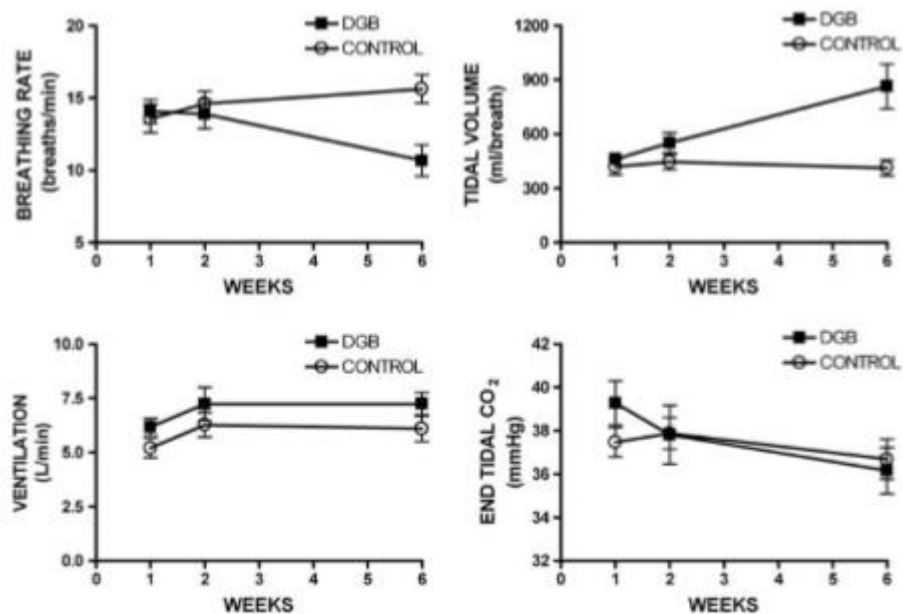 DGB
CONTROL
BREATHING RATE
(breaths/min)
20
15
10
5
0 1 2 3 4 5 6
WEEKS
DGB
CONTROL
TIDAL VOLUME
(ml/breath)
1200
900
600
300
0
0 1 2 3 4 5 6
WEEKS
DGB
CONTROL
VENTILATION
(L/min)
10.0
7.5
5.0
2.5
0.0
0 1 2 3 4 5 6
WEEKS
DGB
CONTROL
END TIDAL CO₂
(mmHg)
42
40
38
36
34
32
0 1 2 3 4 5 6
WEEKS